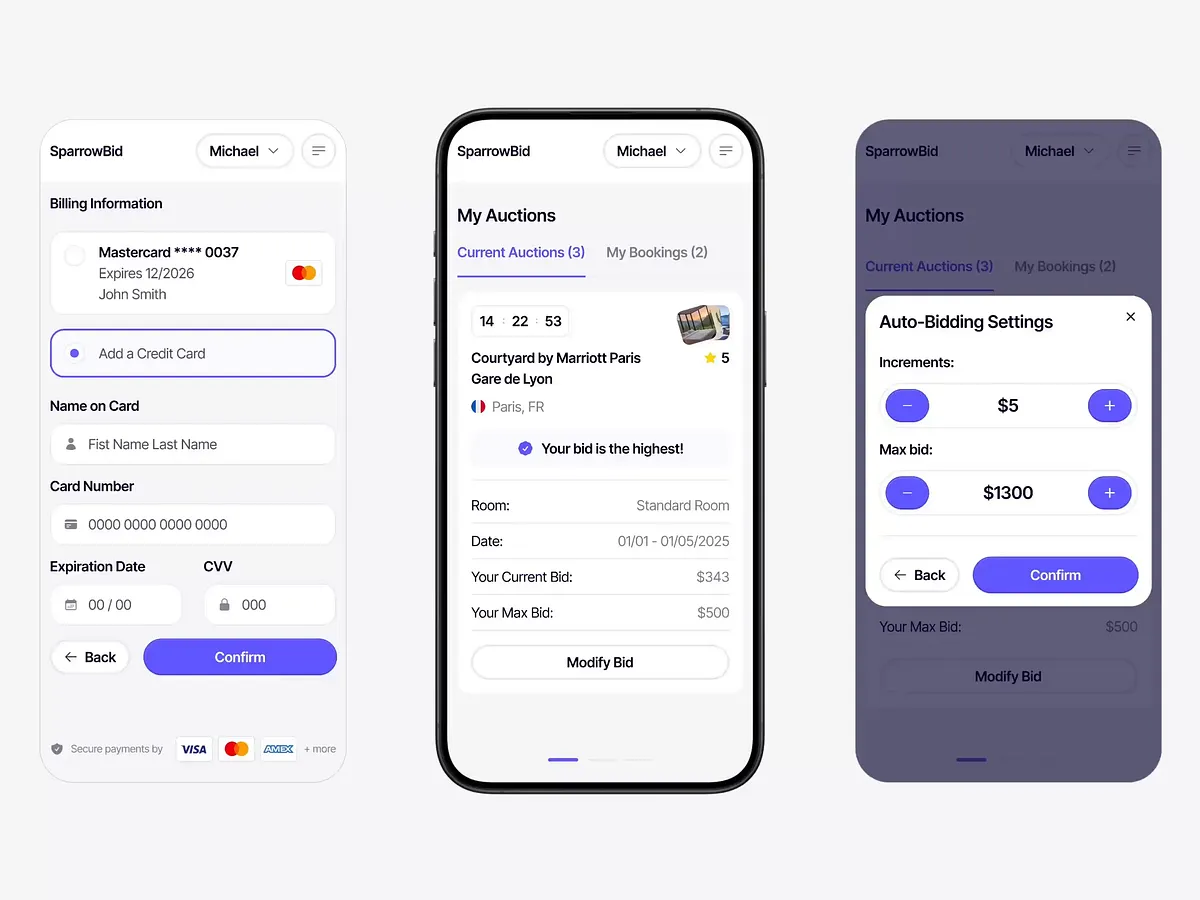 SparrowBid
Michael
Billing Information
Mastercard **** 0037
Expires 12/2026
John Smith
Add a Credit Card
Name on Card
Fist Name Last Name
Card Number
0000 0000 0000 0000
Expiration Date
CVV
00 / 00
000
Back
Confirm
Secure payments by
VISA
AMEX
+ more
SparrowBid
Michael
My Auctions
Current Auctions (3)
My Bookings (2)
14 : 22 : 53
Courtyard by Marriott Paris
Gare de Lyon
5
Paris, FR
Your bid is the highest!
Room:
Standard Room
Date:
01/01 - 01/05/2025
Your Current Bid:
$343
Your Max Bid:
$500
Modify Bid
SparrowBid
Michael
My Auctions
Current Auctions (3)
My Bookings (2)
Auto-Bidding Settings
Increments:
$5
Max bid:
$1300
Back
Confirm
Your Max Bid:
$500
Modify Bid